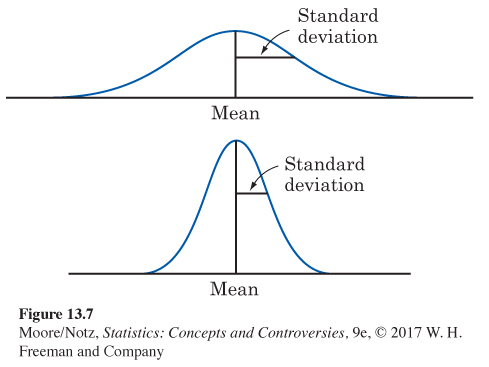 Standard
deviation
Mean
Standard
deviation
Mean
Figure 13.7
Moore/Notz, Statistics: Concepts and Controversies, 9e, © 2017 W. H.
Freeman and Company